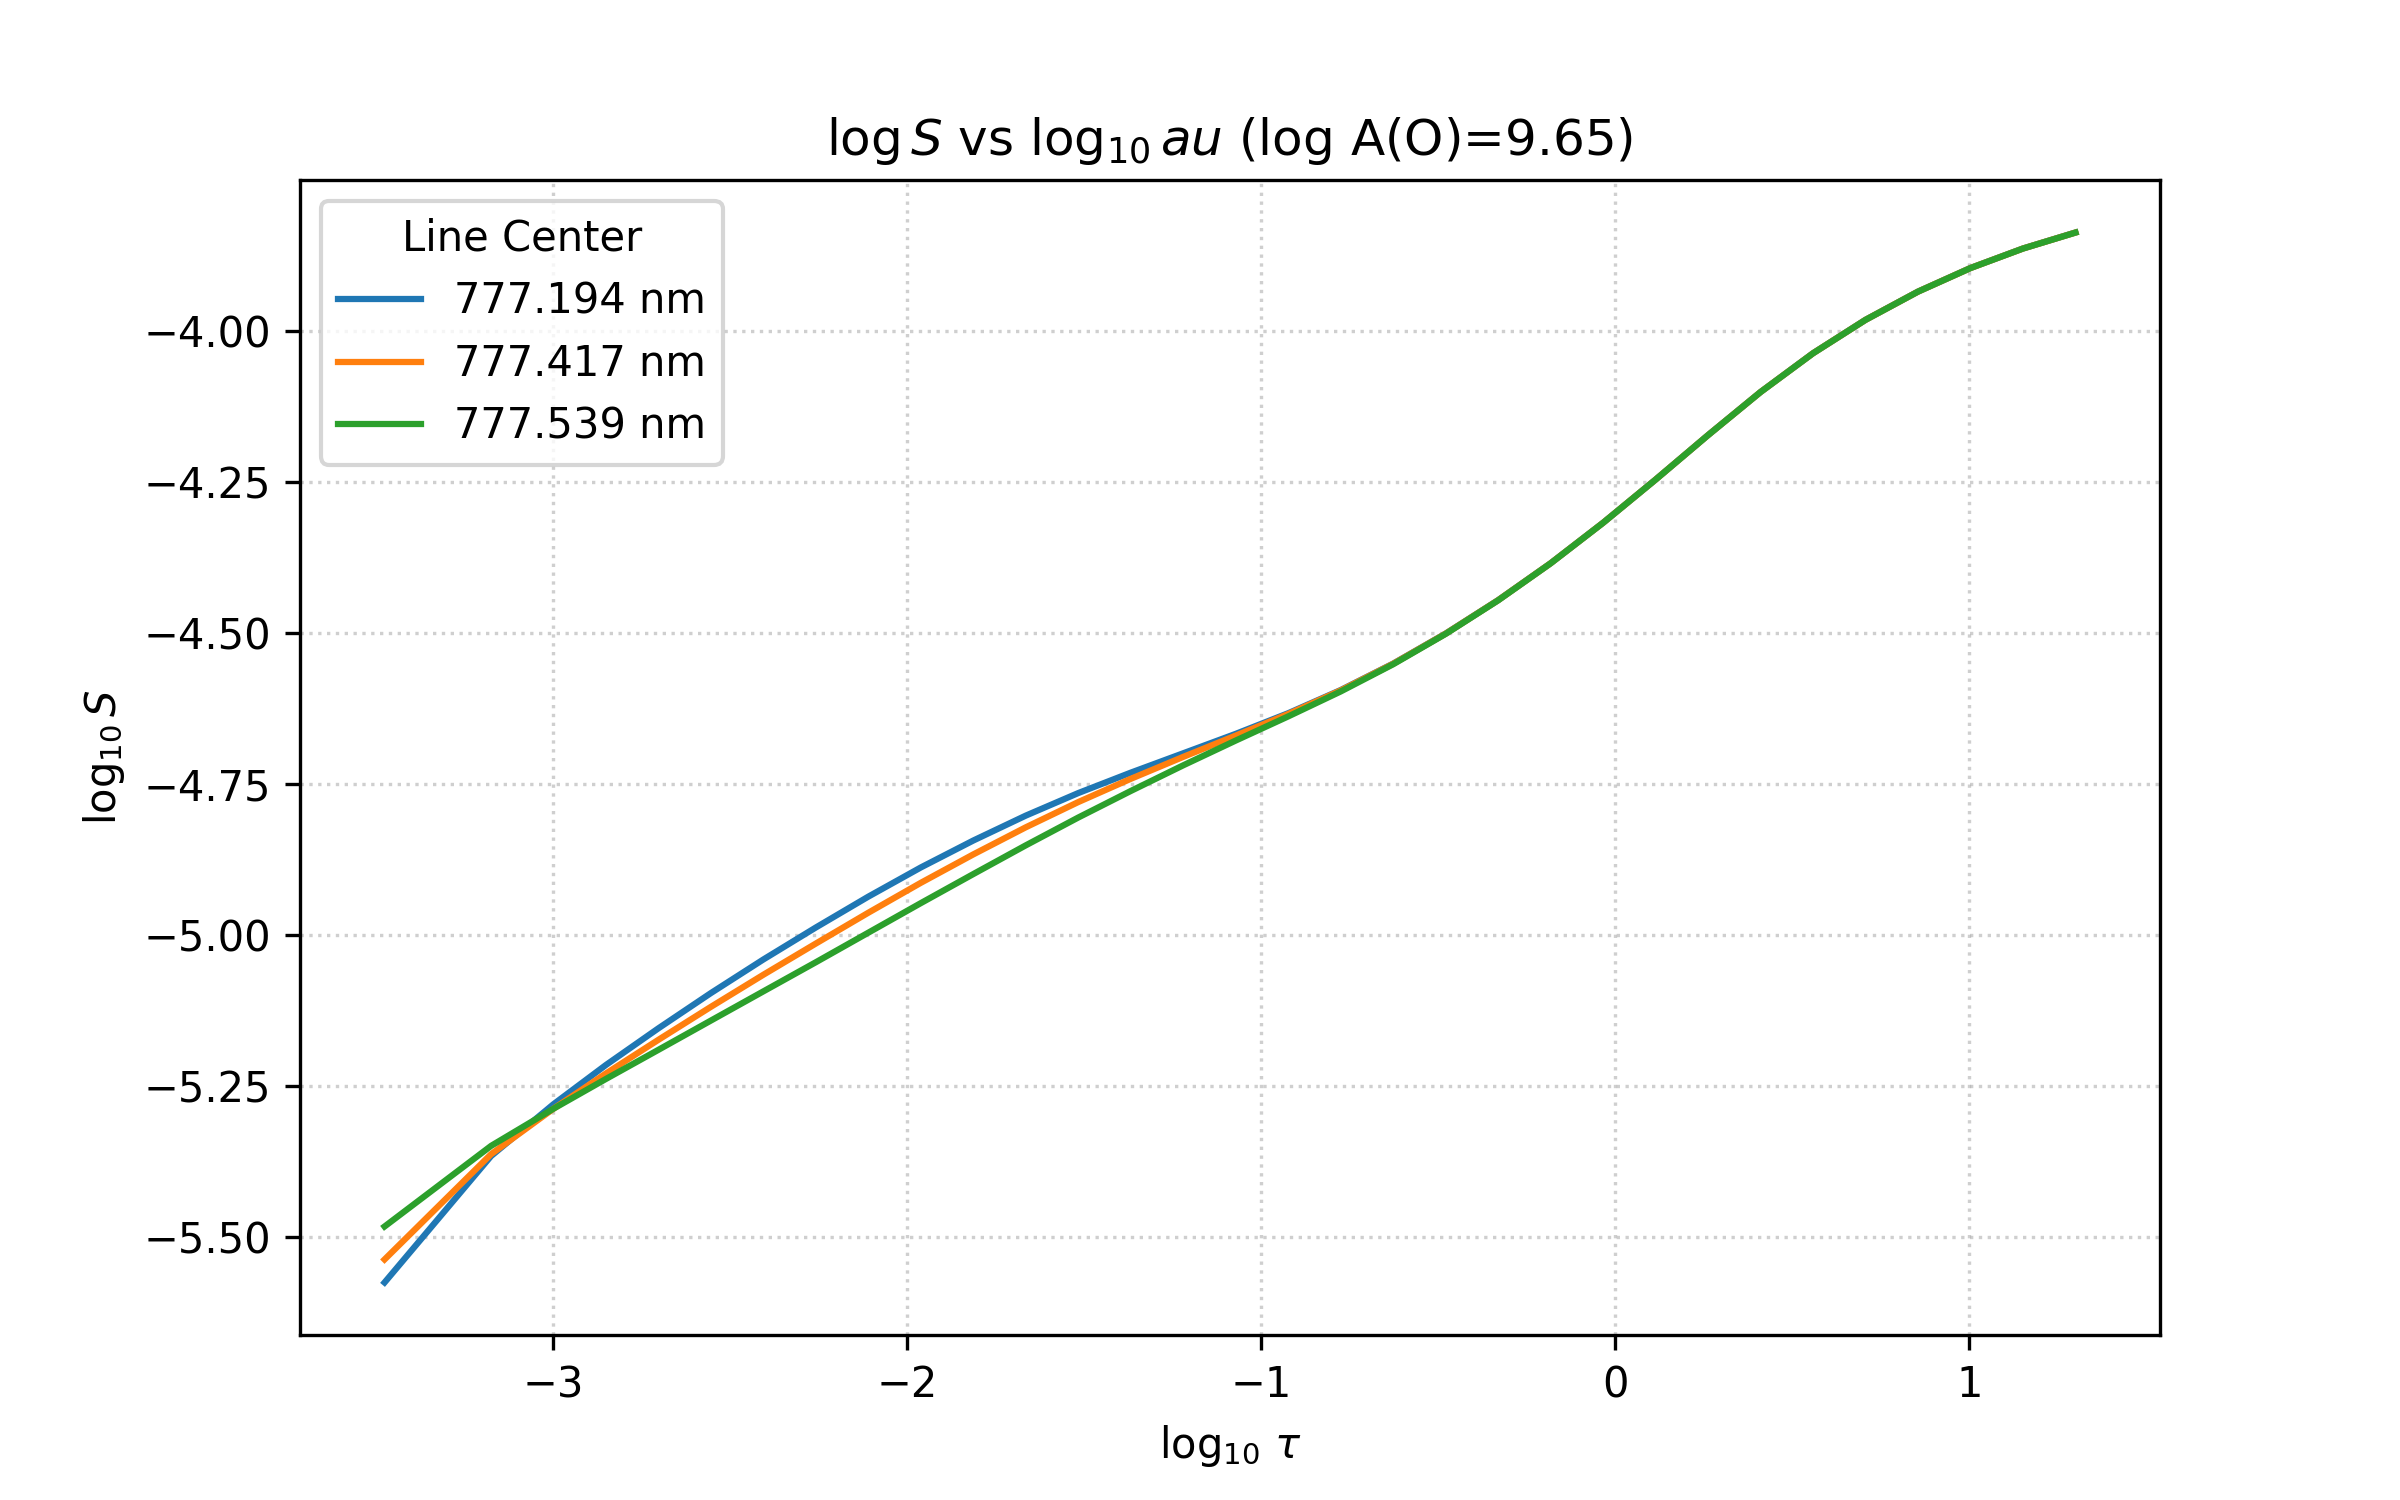 log S vs log₁₀ au (log A(O)=9.65)
Line Center
777.194 nm
777.417 nm
777.539 nm
−4.00
−4.25
−4.50
−4.75
−5.00
−5.25
−5.50
log₁₀ S
−3 −2 −1 0 1
log₁₀ τ